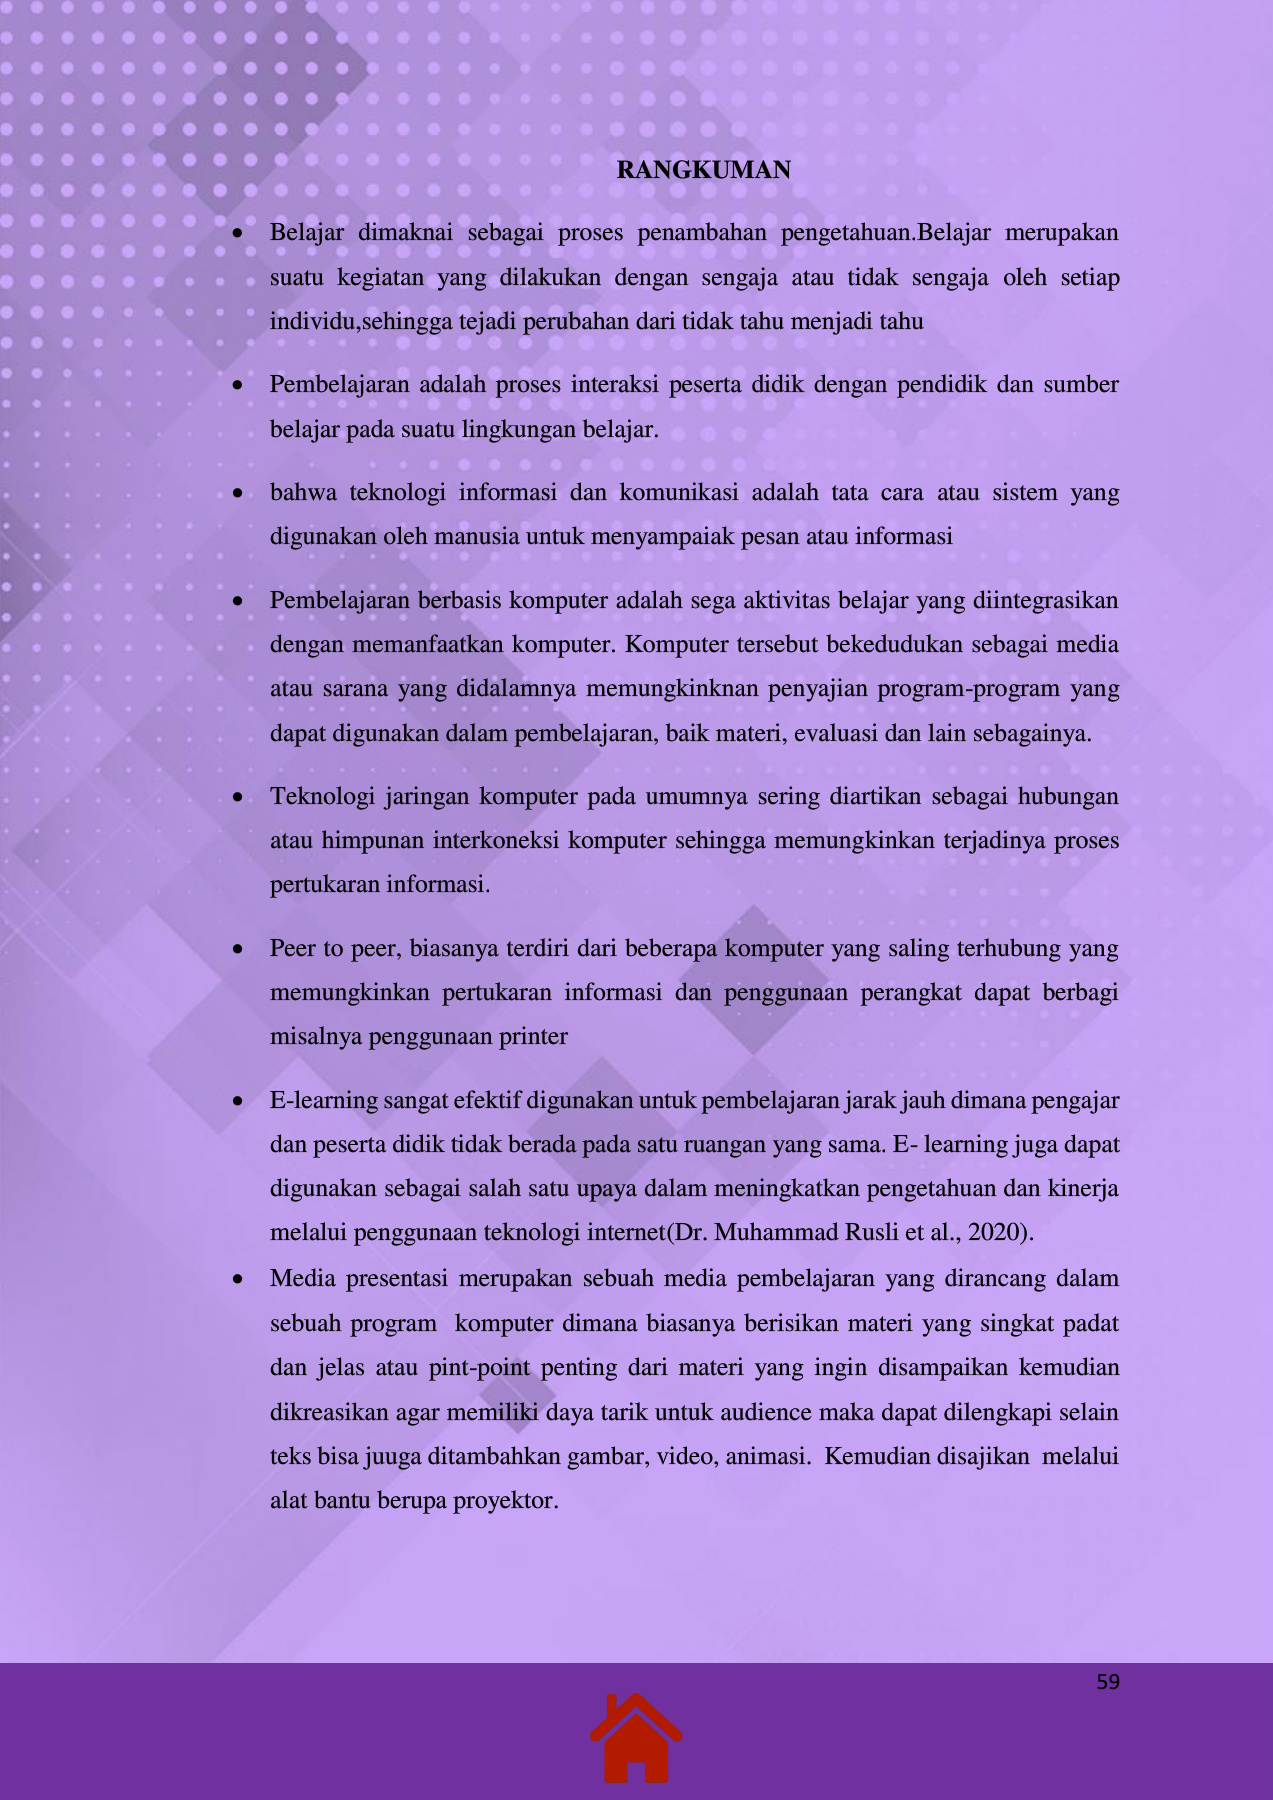 RANGKUMAN
• Belajar dimaknai sebagai proses penambahan pengetahuan.Belajar merupakan
suatu kegiatan yang dilakukan dengan sengaja atau tidak sengaja oleh setiap
individu,sehingga tejadi perubahan dari tidak tahu menjadi tahu
• Pembelajaran adalah proses interaksi peserta didik dengan pendidik dan sumber
belajar pada suatu lingkungan belajar.
• bahwa teknologi informasi dan komunikasi adalah tata cara atau sistem yang
digunakan oleh manusia untuk menyampaiak pesan atau informasi
• Pembelajaran berbasis komputer adalah sega aktivitas belajar yang diintegrasikan
dengan memanfaatkan komputer. Komputer tersebut bekedudukan sebagai media
atau sarana yang didalamnya memungkinknan penyajian program-program yang
dapat digunakan dalam pembelajaran, baik materi, evaluasi dan lain sebagainya.
• Teknologi jaringan komputer pada umumnya sering diartikan sebagai hubungan
atau himpunan interkoneksi komputer sehingga memungkinkan terjadinya proses
pertukaran informasi.
• Peer to peer, biasanya terdiri dari beberapa komputer yang saling terhubung yang
memungkinkan pertukaran informasi dan penggunaan perangkat dapat berbagi
misalnya penggunaan printer
• E-learning sangat efektif digunakan untuk pembelajaran jarak jauh dimana pengajar
dan peserta didik tidak berada pada satu ruangan yang sama. E- learning juga dapat
digunakan sebagai salah satu upaya dalam meningkatkan pengetahuan dan kinerja
melalui penggunaan teknologi internet(Dr. Muhammad Rusli et al., 2020).
• Media presentasi merupakan sebuah media pembelajaran yang dirancang dalam
sebuah program  komputer dimana biasanya berisikan materi yang singkat padat
dan jelas atau pint-point penting dari materi yang ingin disampaikan kemudian
dikreasikan agar memiliki daya tarik untuk audience maka dapat dilengkapi selain
teks bisa juuga ditambahkan gambar, video, animasi.  Kemudian disajikan  melalui
alat bantu berupa proyektor.
59